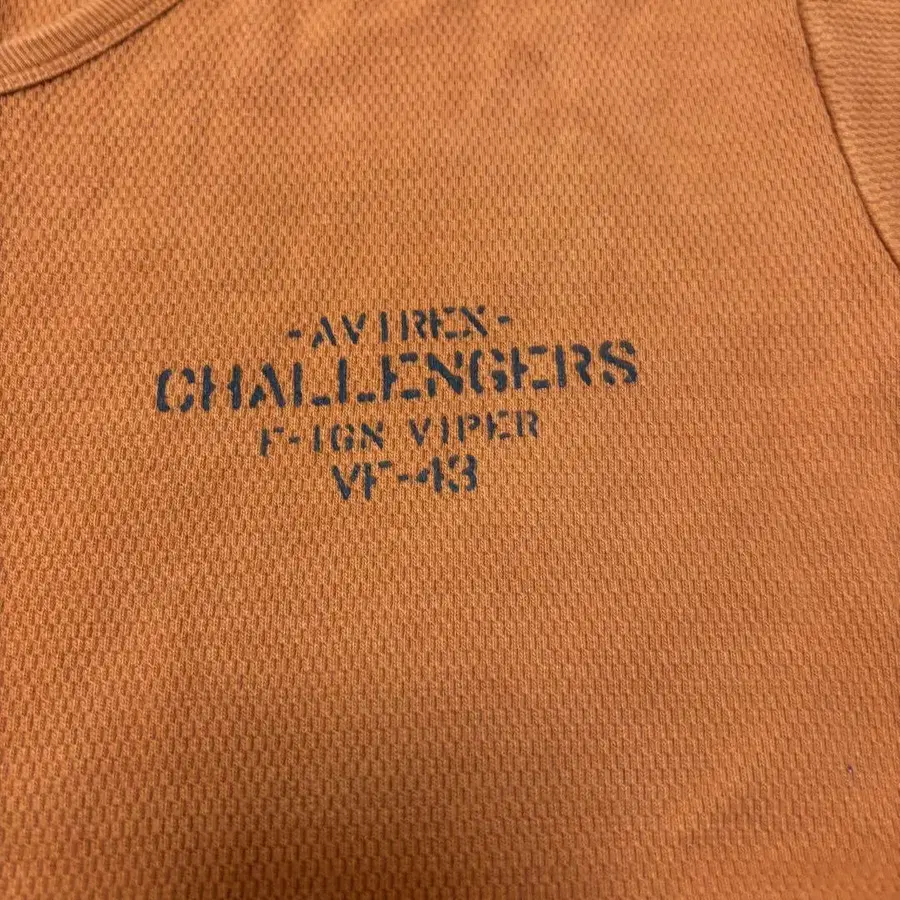 -AVIREX-
CHALLENGERS
F-16N VIPER
VF-43